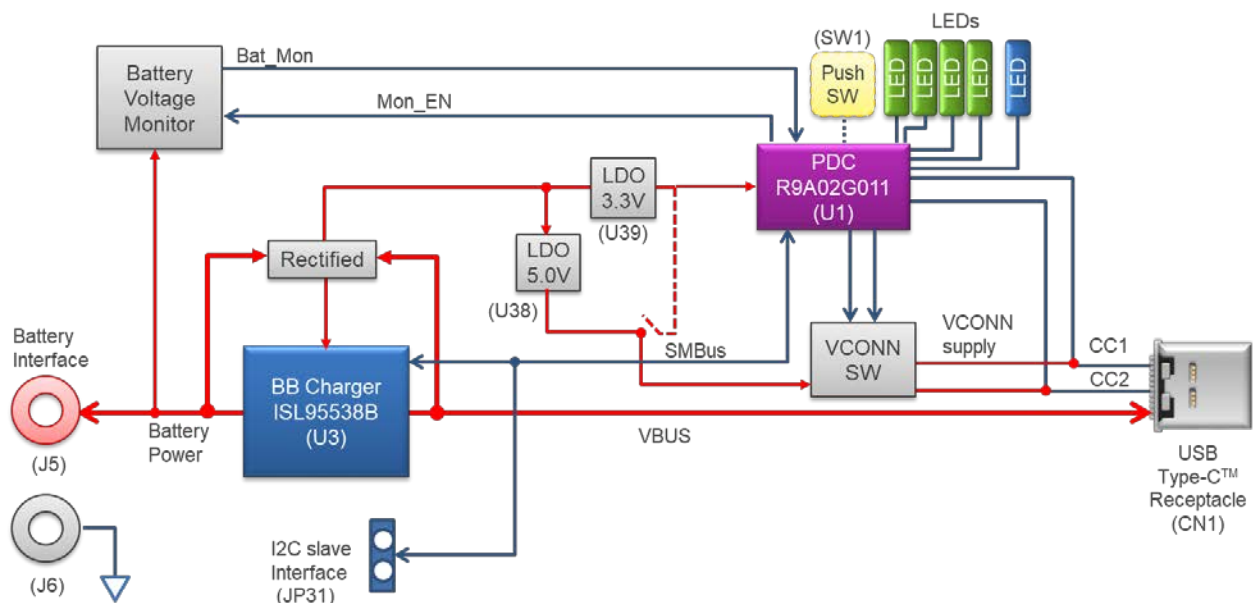 LEDs
(SW1)
Push
SW
LED
LED
LED
LED
LED
Bat_Mon
Battery
Voltage
Monitor
Mon_EN
PDC
R9A02G011
(U1)
LDO
3.3V
(U39)
LDO
5.0V
(U38)
Rectified
Battery
Interface
(J5)
BB Charger
ISL95538B
(U3)
SMBus
VCONN
SW
VCONN
supply
CC1
CC2
Battery
Power
VBUS
USB
Type-C™
Receptacle
(CN1)
(J6)
I2C slave
Interface
(JP31)